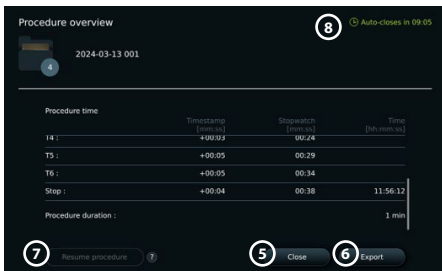 Procedure overview
8
Auto-closes in 09:05
4
2024-03-13 001
Procedure time
Timestamp [mm:ss] Stopwatch [mm:ss] Time [hh:mm:ss]
T4 : +00:03 00:24
T5 : +00:05 00:29
T6 : +00:05 00:34
Stop : +00:04 00:38 11:56:12
Procedure duration : 1 min
7 Resume procedure ? 5 Close 6 Export